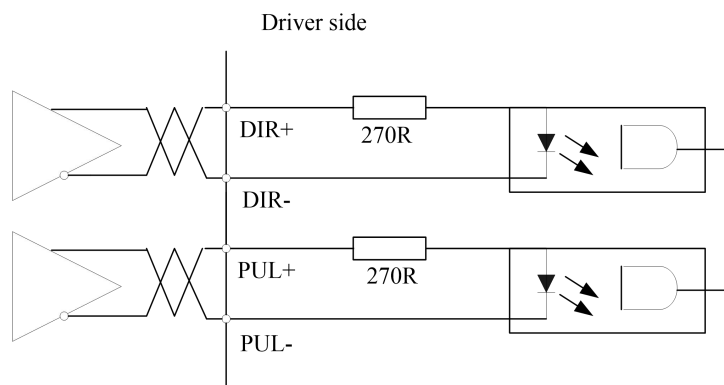 Driver side
DIR+
270R
DIR-
PUL+
270R
PUL-